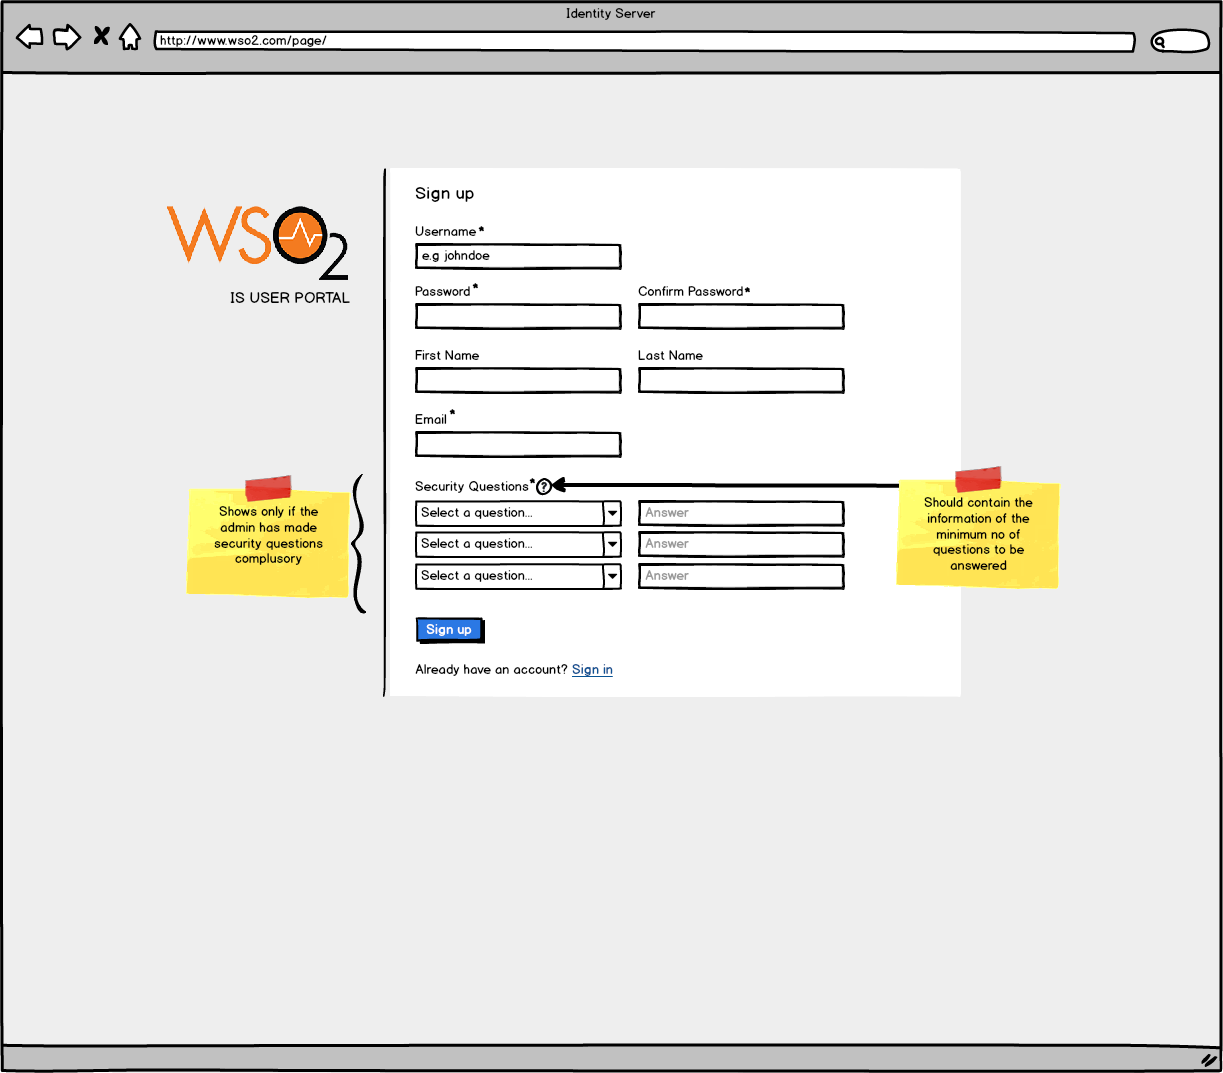 Identity Server
http://www.wso2.com/page/
WSO2
IS USER PORTAL
Sign up
Username *
e.g johndoe
Password * Confirm Password *
First Name Last Name
Email *
Security Questions * ?
Select a question... Answer
Select a question... Answer
Select a question... Answer
Sign up
Already have an account? Sign in
Shows only if the
admin has made
security questions
complusory
Should contain the
information of the
minimum no of
questions to be
answered